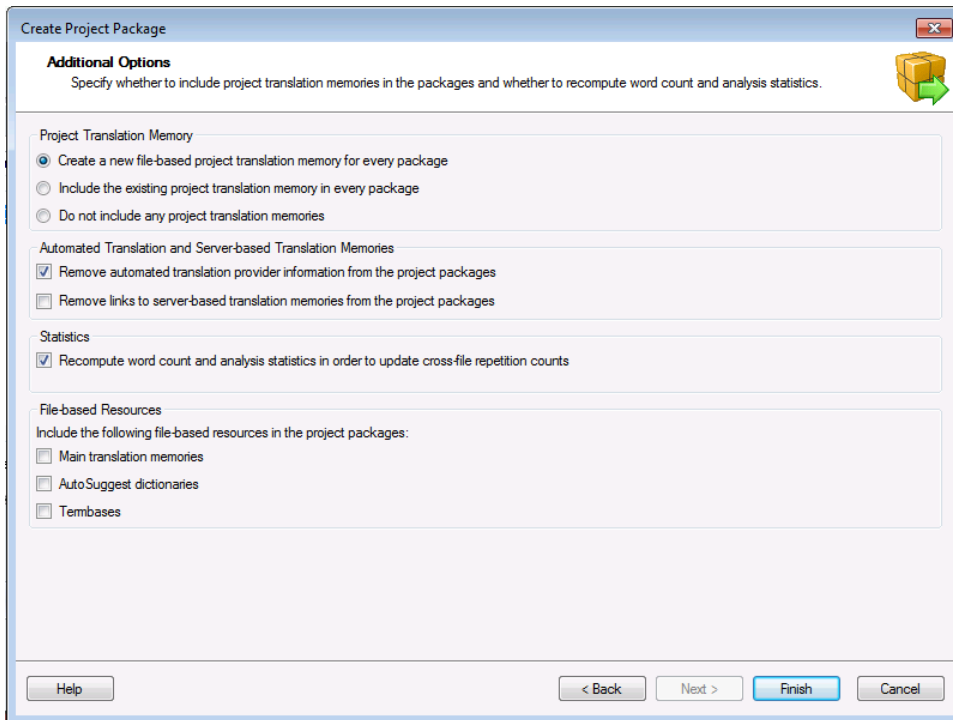 Create Project Package
Additional Options
Specify whether to include project translation memories in the packages and whether to recompute word count and analysis statistics.
Project Translation Memory
Create a new file-based project translation memory for every package
Include the existing project translation memory in every package
Do not include any project translation memories
Automated Translation and Server-based Translation Memories
Remove automated translation provider information from the project packages
Remove links to server-based translation memories from the project packages
Statistics
Recompute word count and analysis statistics in order to update cross-file repetition counts
File-based Resources
Include the following file-based resources in the project packages:
Main translation memories
AutoSuggest dictionaries
Termbases
Help
< Back
Next >
Finish
Cancel